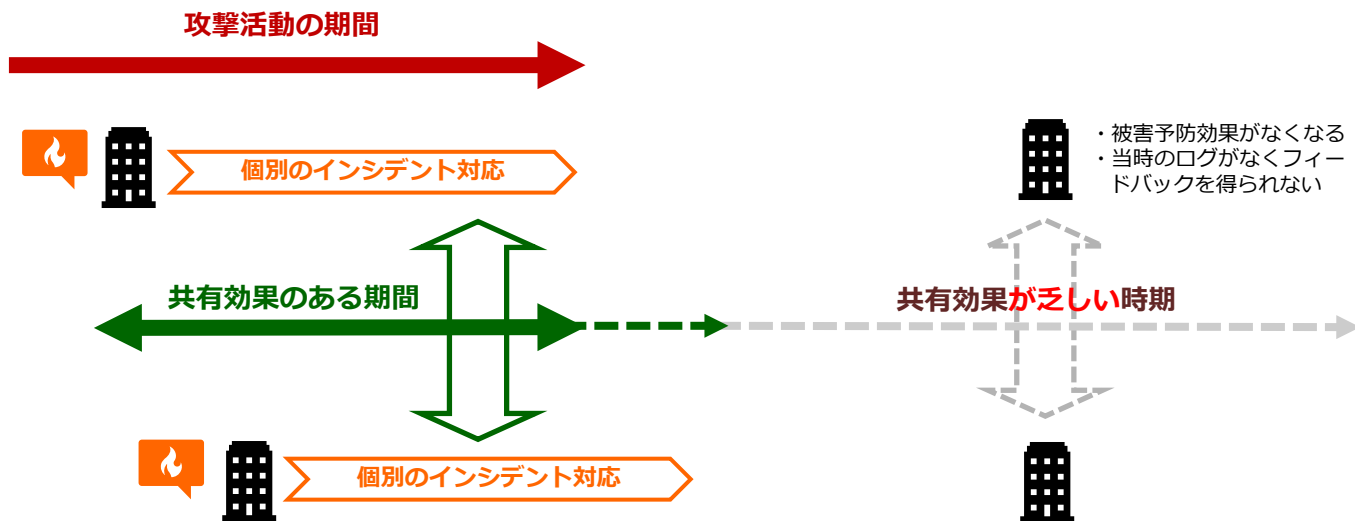 攻撃活動の期間
・被害予防効果がなくなる
・当時のログがなくフィー
ドバックを得られない
個別のインシデント対応
共有効果のある期間
共有効果が乏しい時期
個別のインシデント対応